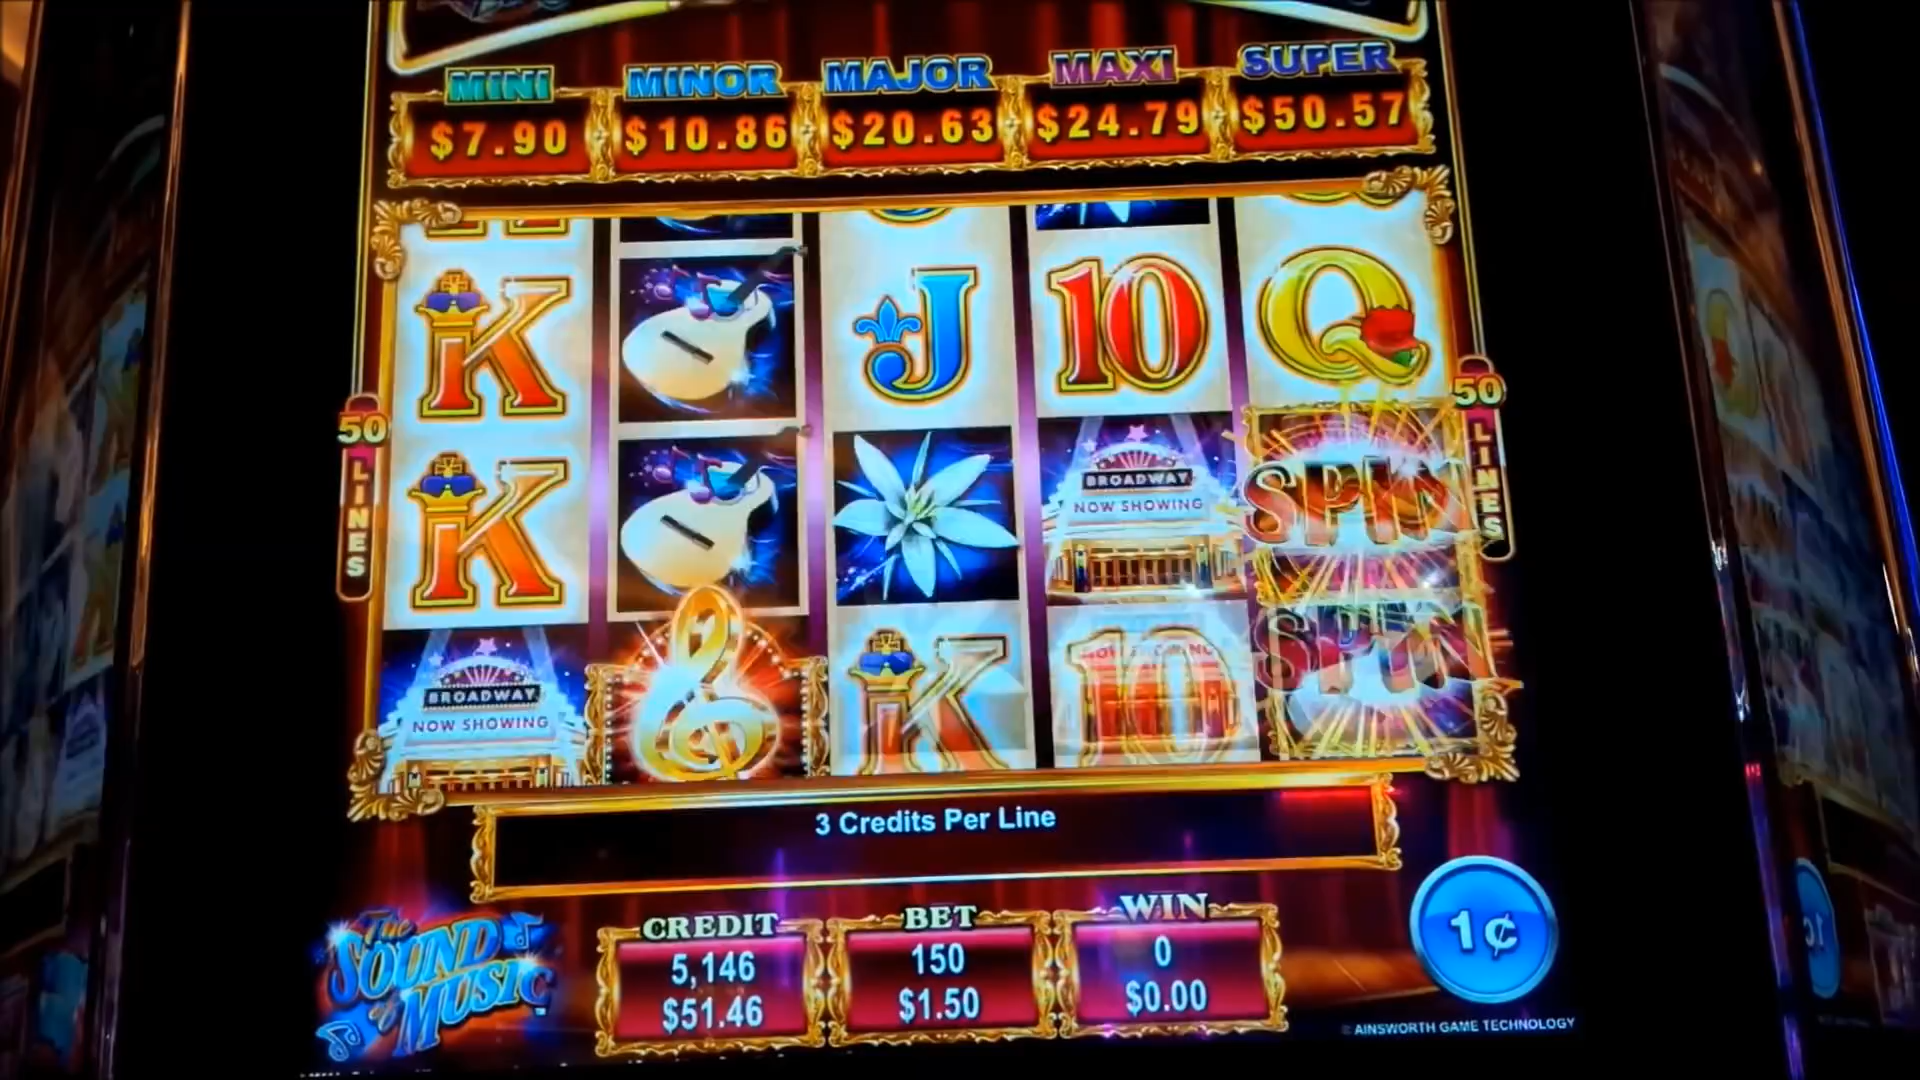 MINI MINOR MAJOR MAXI SUPER
$7.90 $10.86 $20.63 $24.79 $50.57
K J 10 Q
50 LINES
50 LINES
K BROADWAY SPIN
NOW SHOWING
BROADWAY K 10 SPIN
NOW SHOWING
3 Credits Per Line
The SOUND of MUSIC
CREDIT
5,146
$51.46
BET
150
$1.50
WIN
0
$0.00
1¢
AINSWORTH GAME TECHNOLOGY